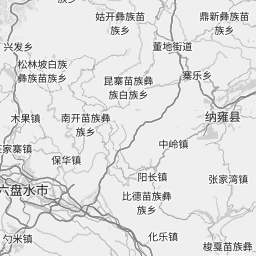 姑开彝族苗
族乡
鼎新彝族苗
族乡
兴发乡
董地街道
松林坡白族
彝族苗族乡
昆寨苗族彝
族白族乡
寨乐乡
木果镇
南开苗族彝
族乡
纳雍县
中岭镇
保华镇
阳长镇
张家湾镇
六盘水市
比德苗族彝
族乡
勺米镇
化乐镇
梭戛苗族彝